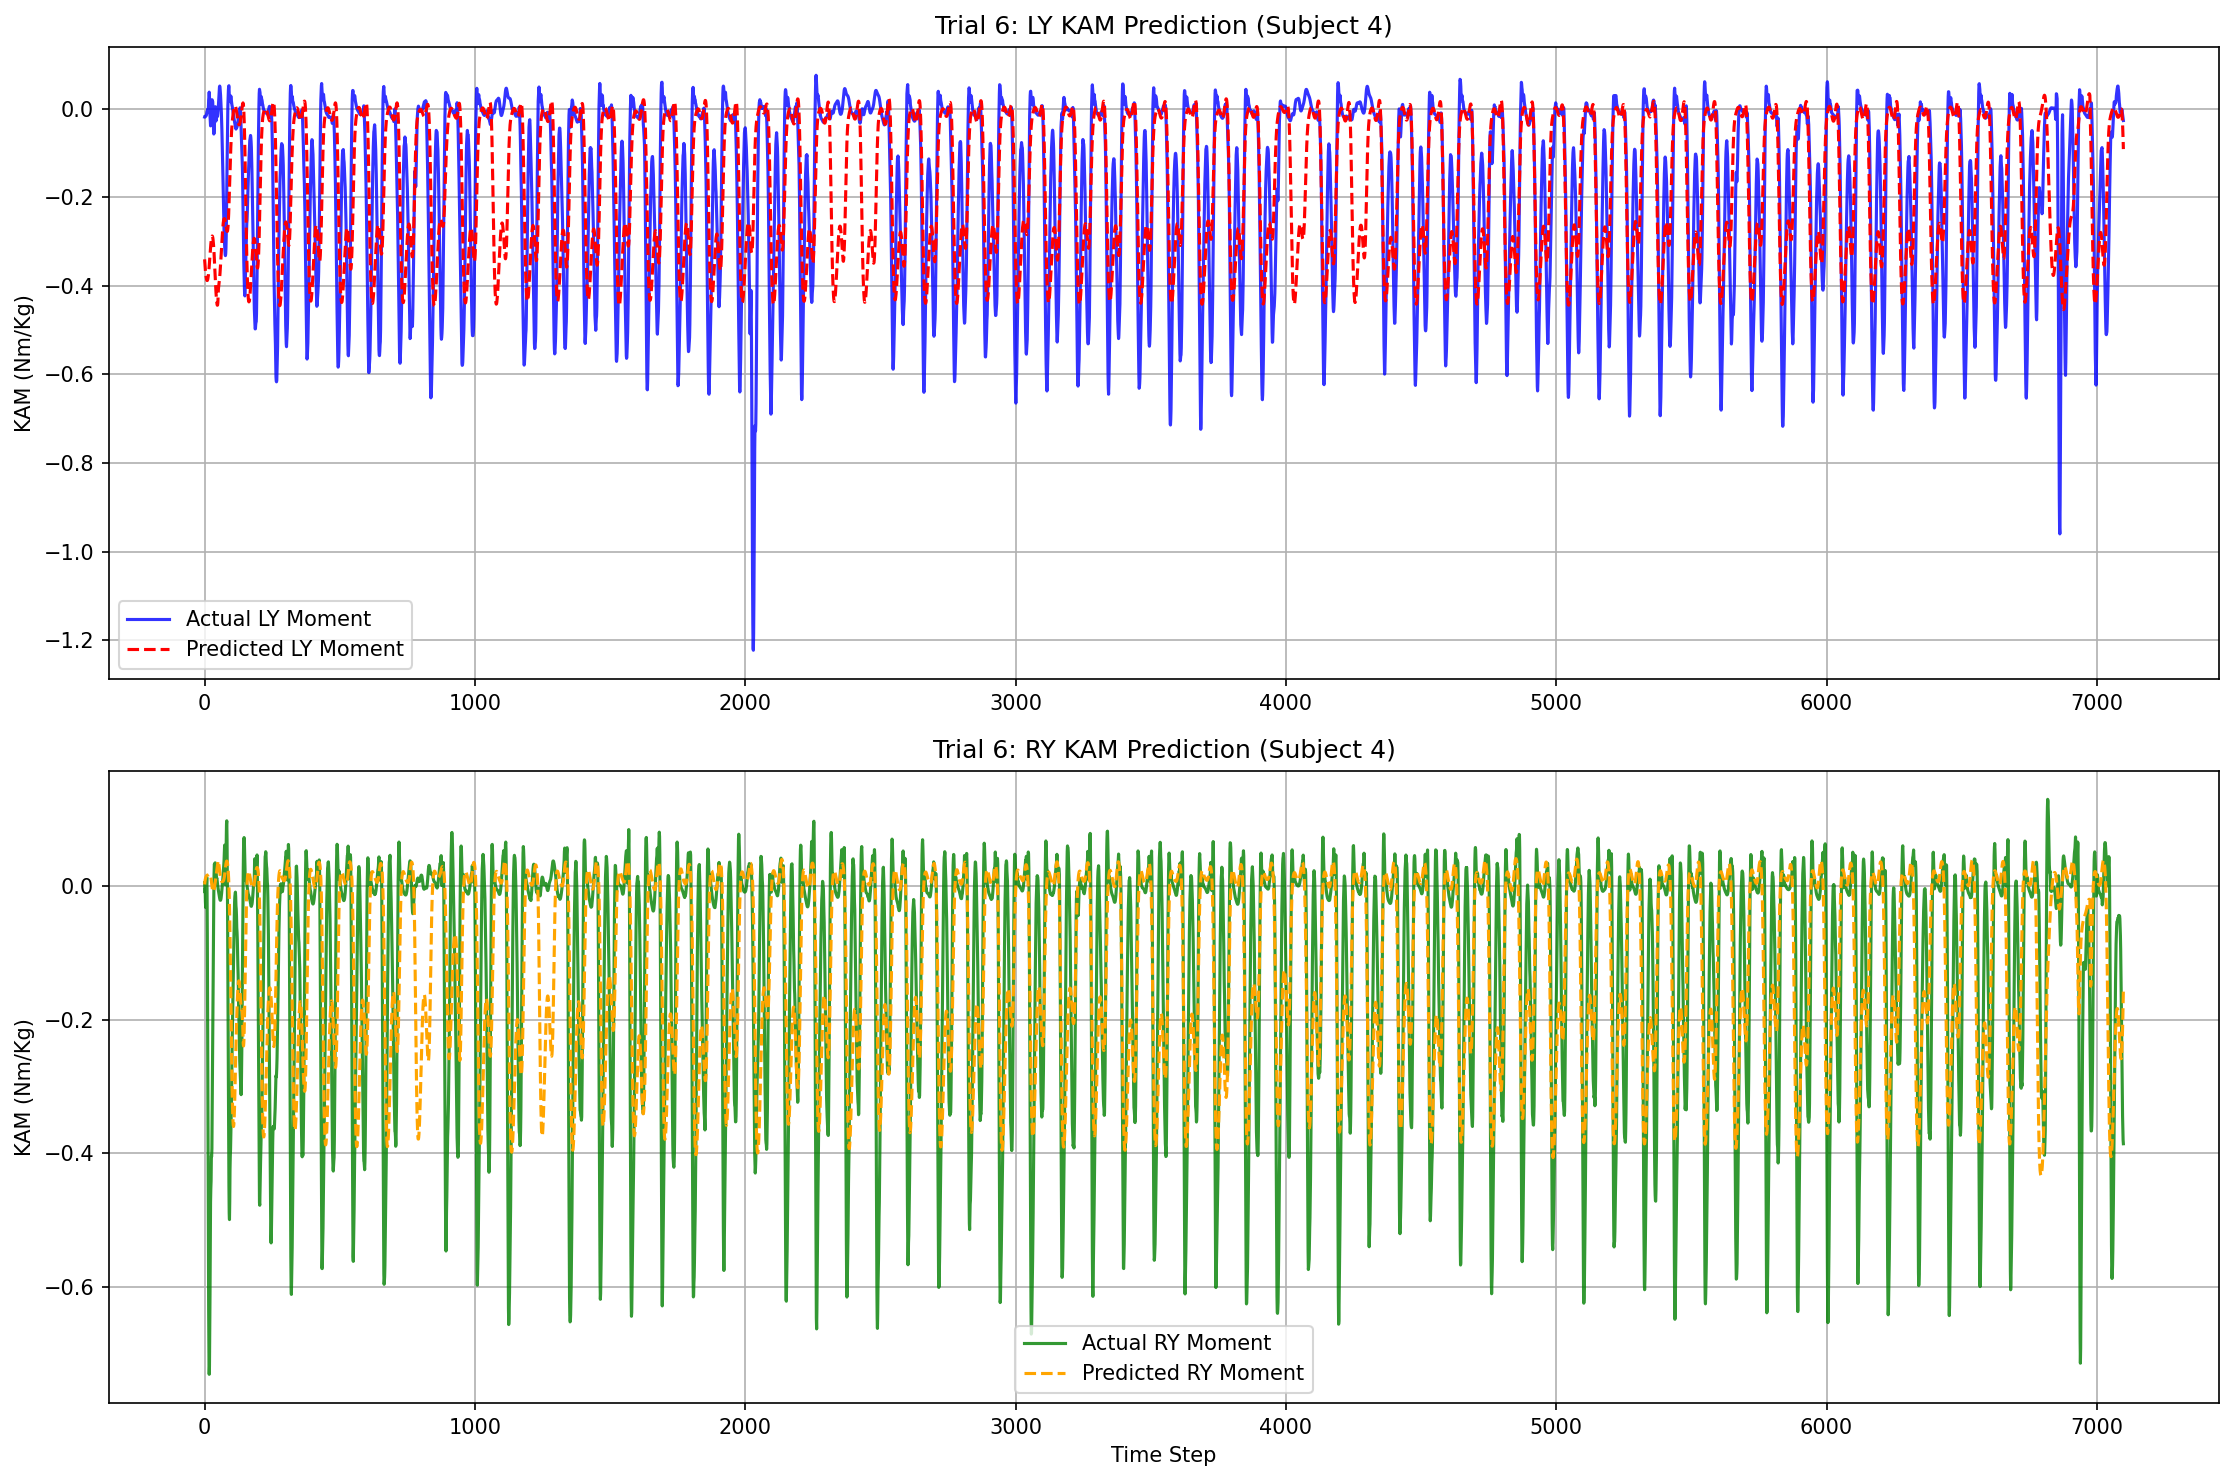 Trial 6: LY KAM Prediction (Subject 4)
KAM (Nm/Kg)
0.0
−0.2
−0.4
−0.6
−0.8
−1.0
−1.2
Actual LY Moment
Predicted LY Moment
0 1000 2000 3000 4000 5000 6000 7000
Trial 6: RY KAM Prediction (Subject 4)
KAM (Nm/Kg)
0.0
−0.2
−0.4
−0.6
Actual RY Moment
Predicted RY Moment
0 1000 2000 3000 4000 5000 6000 7000
Time Step